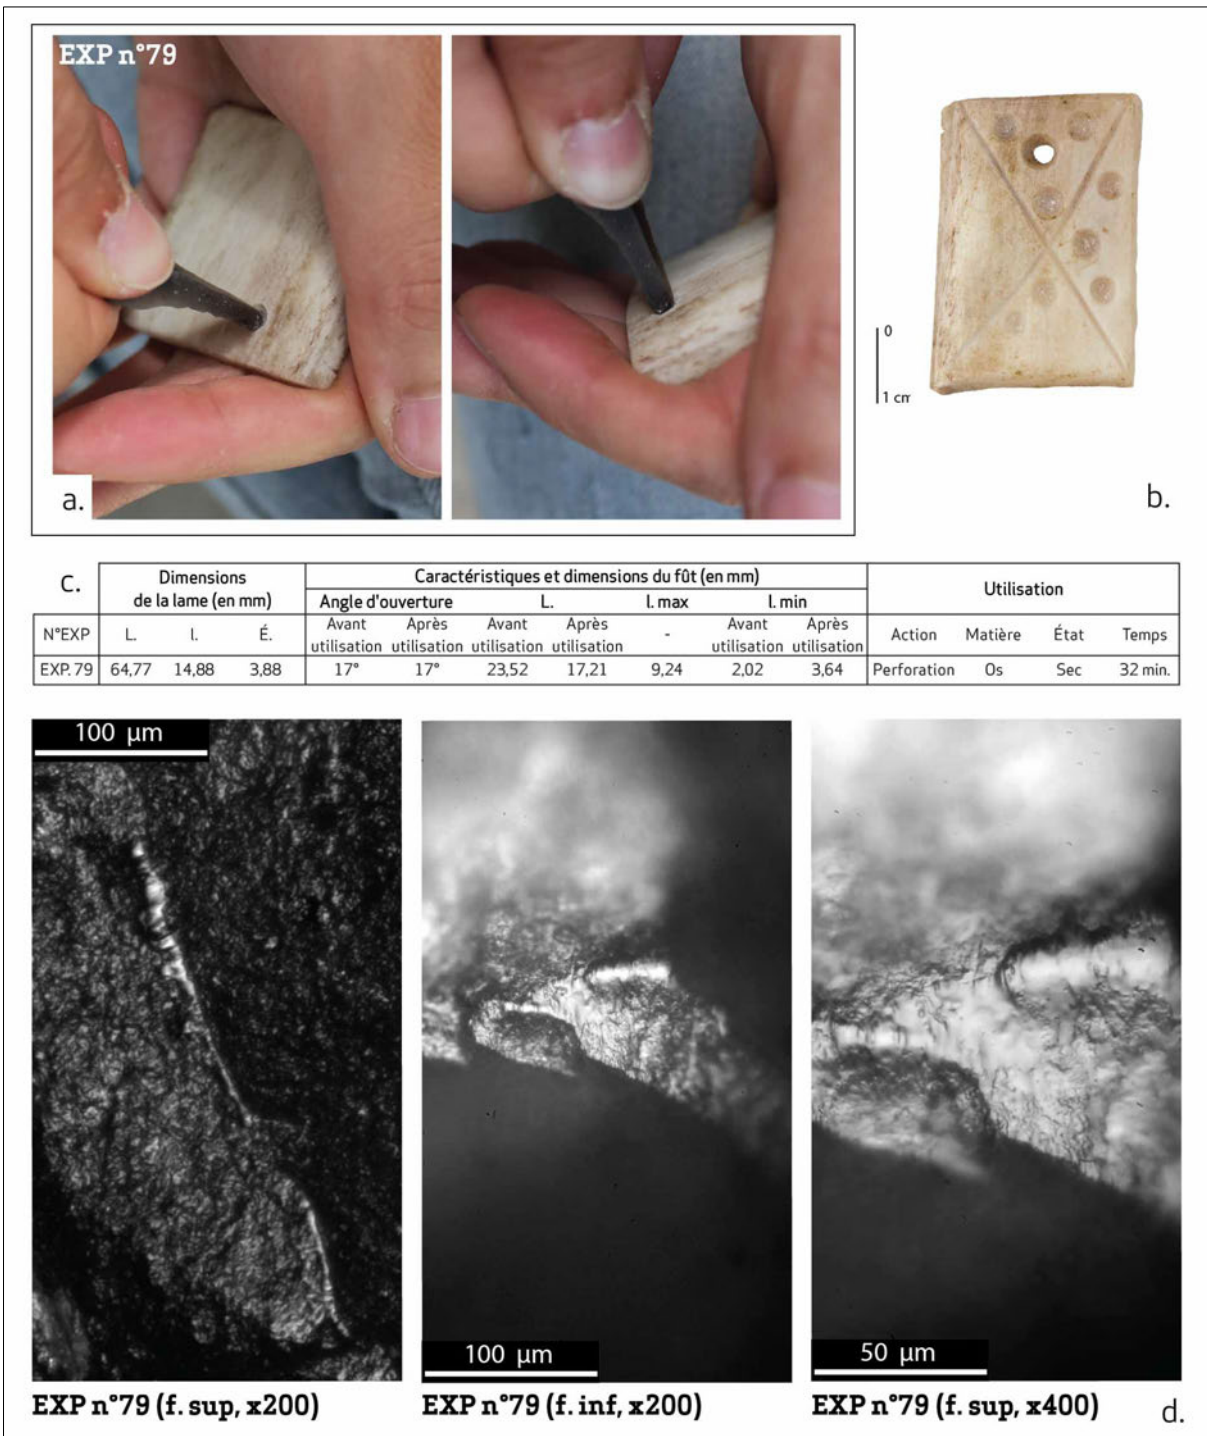 EXP n°79
a.
0
1 cm
b.
c.
Dimensions
de la lame (en mm)
Caractéristiques et dimensions du fût (en mm)
Utilisation
Angle d'ouverture L. l. max l. min
N°EXP L. l. É. Avant utilisation Après utilisation Avant utilisation Après utilisation - Avant utilisation Après utilisation Action Matière État Temps
EXP. 79 64,77 14,88 3,88 17° 17° 23,52 17,21 9,24 2,02 3,64 Perforation Os Sec 32 min.
100 µm
100 µm
50 µm
EXP n°79 (f. sup, x200)
EXP n°79 (f. inf, x200)
EXP n°79 (f. sup, x400)
d.